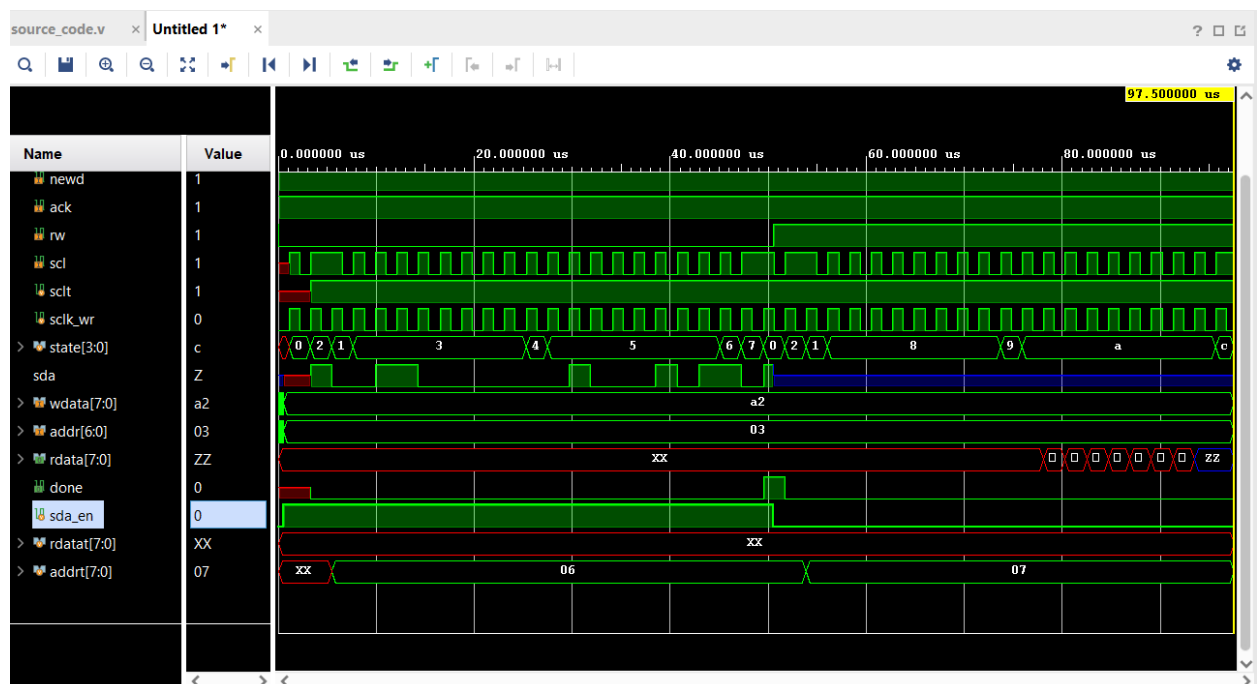 source_code.v × Untitled 1* ×
97.500000 us
Name Value 0.000000 us 20.000000 us 40.000000 us 60.000000 us 80.000000 us
newd 1
ack 1
rw 1
scl 1
sclt 1
sclk_wr 0
state[3:0] c 0 2 1 3 4 5 6 7 0 2 1 8 9 a c
sda Z
wdata[7:0] a2 a2
addr[6:0] 03 03
rdata[7:0] ZZ XX ZZ
done 0
sda_en 0
rdatat[7:0] XX XX
addrt[7:0] 07 XX 06 07